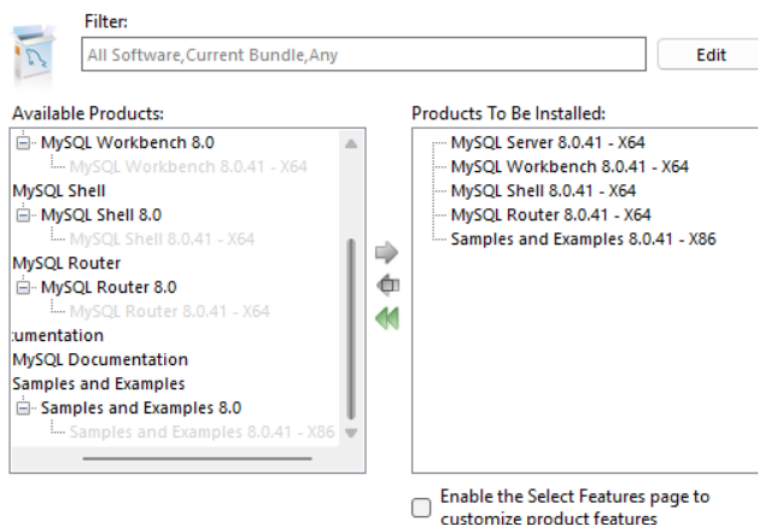 Filter:
All Software,Current Bundle,Any
Edit
Available Products:
MySQL Workbench 8.0
MySQL Workbench 8.0.41 - X64
MySQL Shell
MySQL Shell 8.0
MySQL Shell 8.0.41 - X64
MySQL Router
MySQL Router 8.0
MySQL Router 8.0.41 - X64
umentation
MySQL Documentation
Samples and Examples
Samples and Examples 8.0
Samples and Examples 8.0.41 - X86
Products To Be Installed:
MySQL Server 8.0.41 - X64
MySQL Workbench 8.0.41 - X64
MySQL Shell 8.0.41 - X64
MySQL Router 8.0.41 - X64
Samples and Examples 8.0.41 - X86
Enable the Select Features page to
customize product features